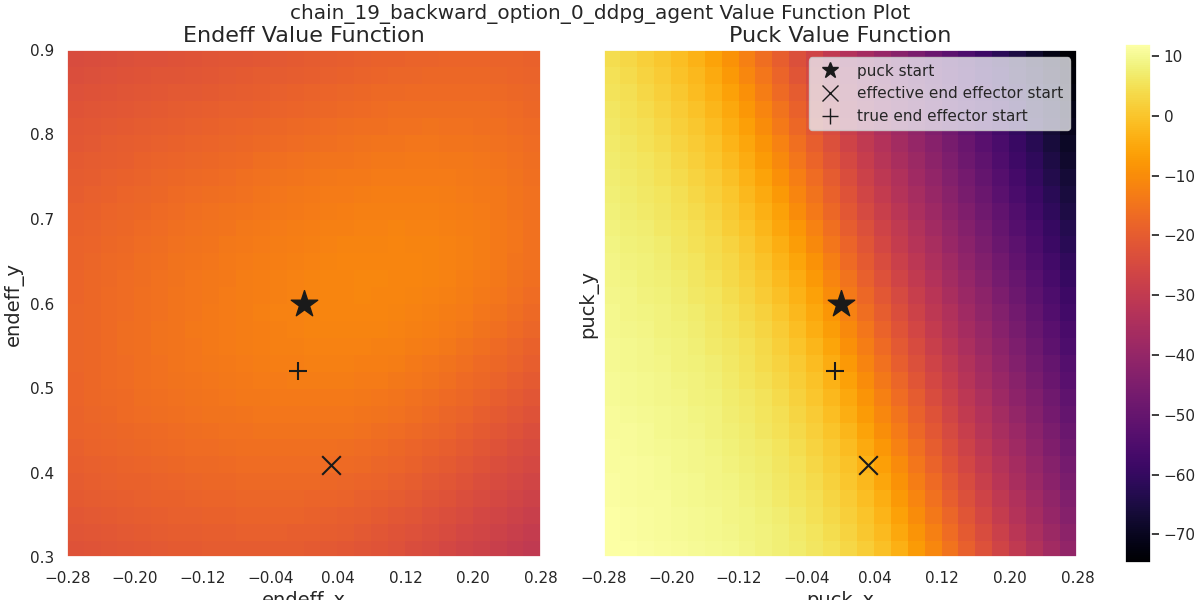 chain_19_backward_option_0_ddpg_agent Value Function Plot
Endeff Value Function
Puck Value Function
0.9
0.8
0.7
0.6
0.5
0.4
0.3
endeff_y
−0.28 −0.20 −0.12 −0.04 0.04 0.12 0.20 0.28
endeff_x
puck_y
puck start
effective end effector start
true end effector start
−0.28 −0.20 −0.12 −0.04 0.04 0.12 0.20 0.28
puck_x
10
0
−10
−20
−30
−40
−50
−60
−70